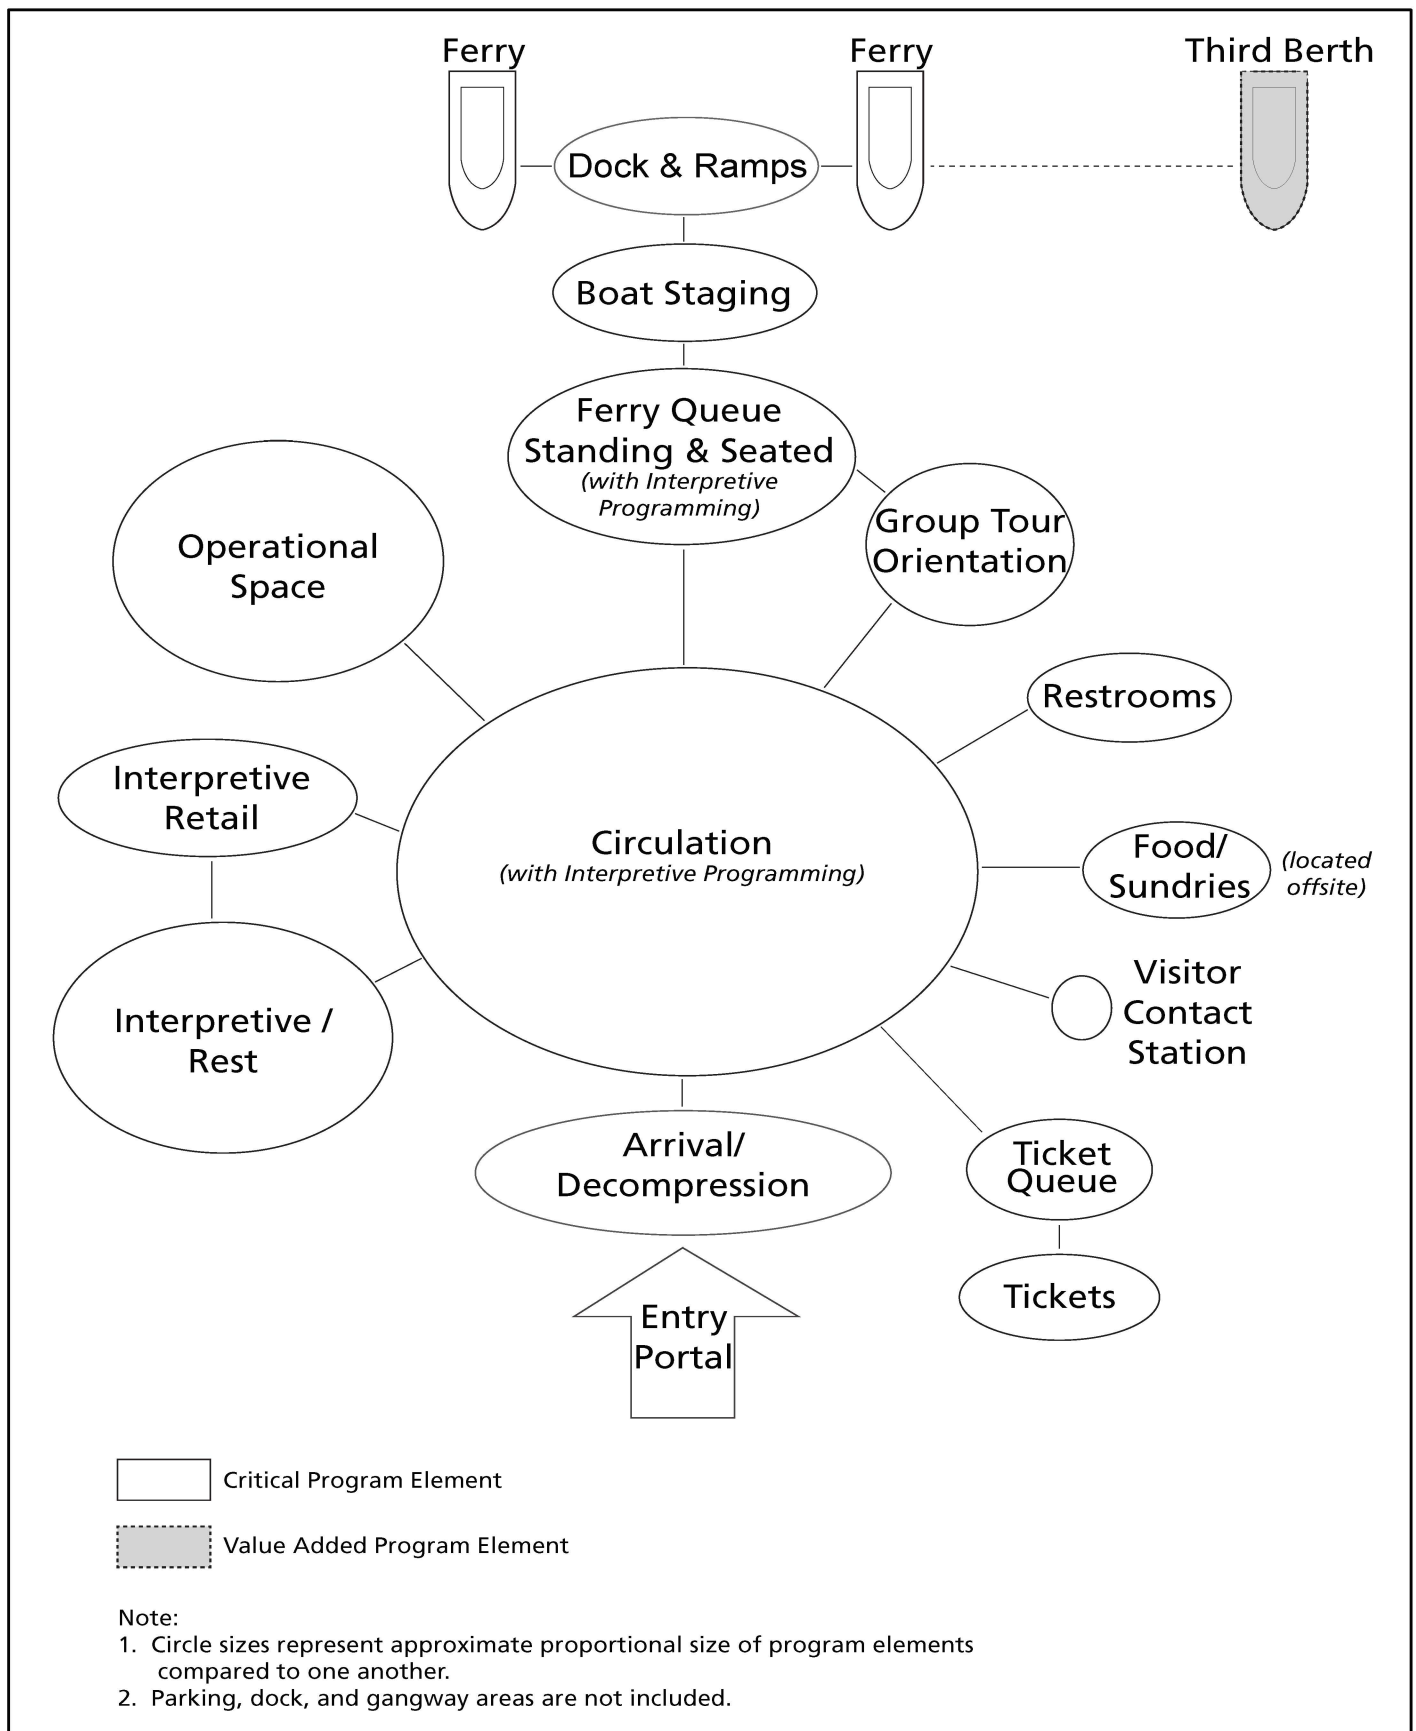 Ferry
Ferry
Third Berth
Dock & Ramps
Boat Staging
Ferry Queue
Standing & Seated
(with Interpretive
Programming)
Group Tour
Orientation
Operational
Space
Restrooms
Interpretive
Retail
Circulation
(with Interpretive Programming)
Food/
Sundries
(located
offsite)
Visitor
Contact
Station
Interpretive /
Rest
Arrival/
Decompression
Ticket
Queue
Tickets
Entry
Portal
Critical Program Element
Value Added Program Element
Note:
1. Circle sizes represent approximate proportional size of program elements
compared to one another.
2. Parking, dock, and gangway areas are not included.